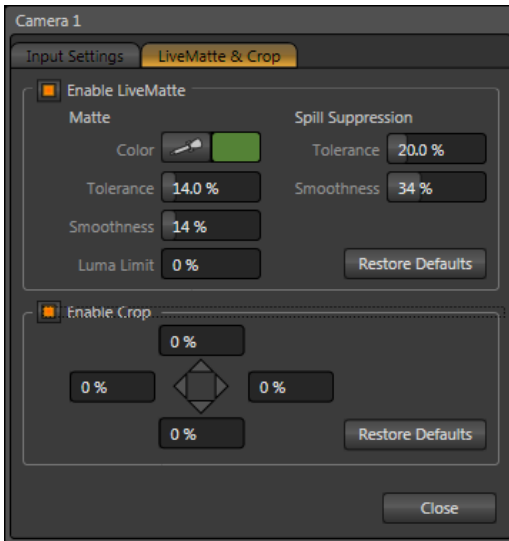 Camera 1
Input Settings LiveMatte & Crop
Enable LiveMatte
Matte Spill Suppression
Color Tolerance 20.0 %
Tolerance 14.0 % Smoothness 34 %
Smoothness 14 %
Luma Limit 0 % Restore Defaults
Enable Crop
0 %
0 % 0 %
0 % Restore Defaults
Close